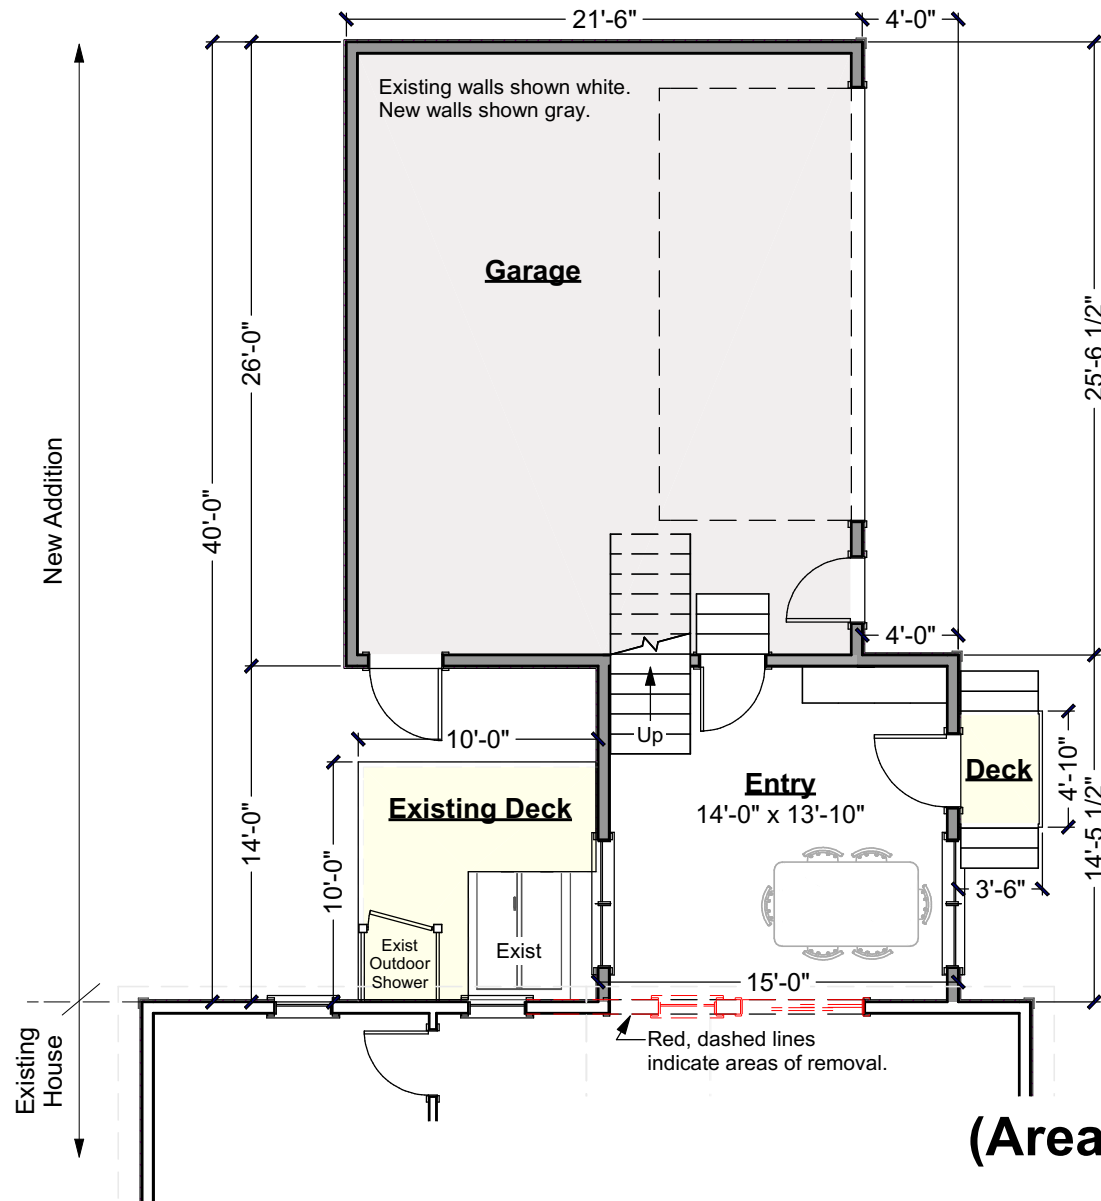 21'-6"
4'-0"
Existing walls shown white.
New walls shown gray.
Garage
26'-0"
25'-6 1/2"
New Addition
40'-0"
4'-0"
Up
10'-0"
Existing Deck
Entry
14'-0" x 13'-10"
Deck
4'-10"
14'-0"
10'-0"
14'-5 1/2"
3'-6"
Exist
Outdoor
Shower
Exist
15'-0"
Red, dashed lines
indicate areas of removal.
Existing
House
(Area